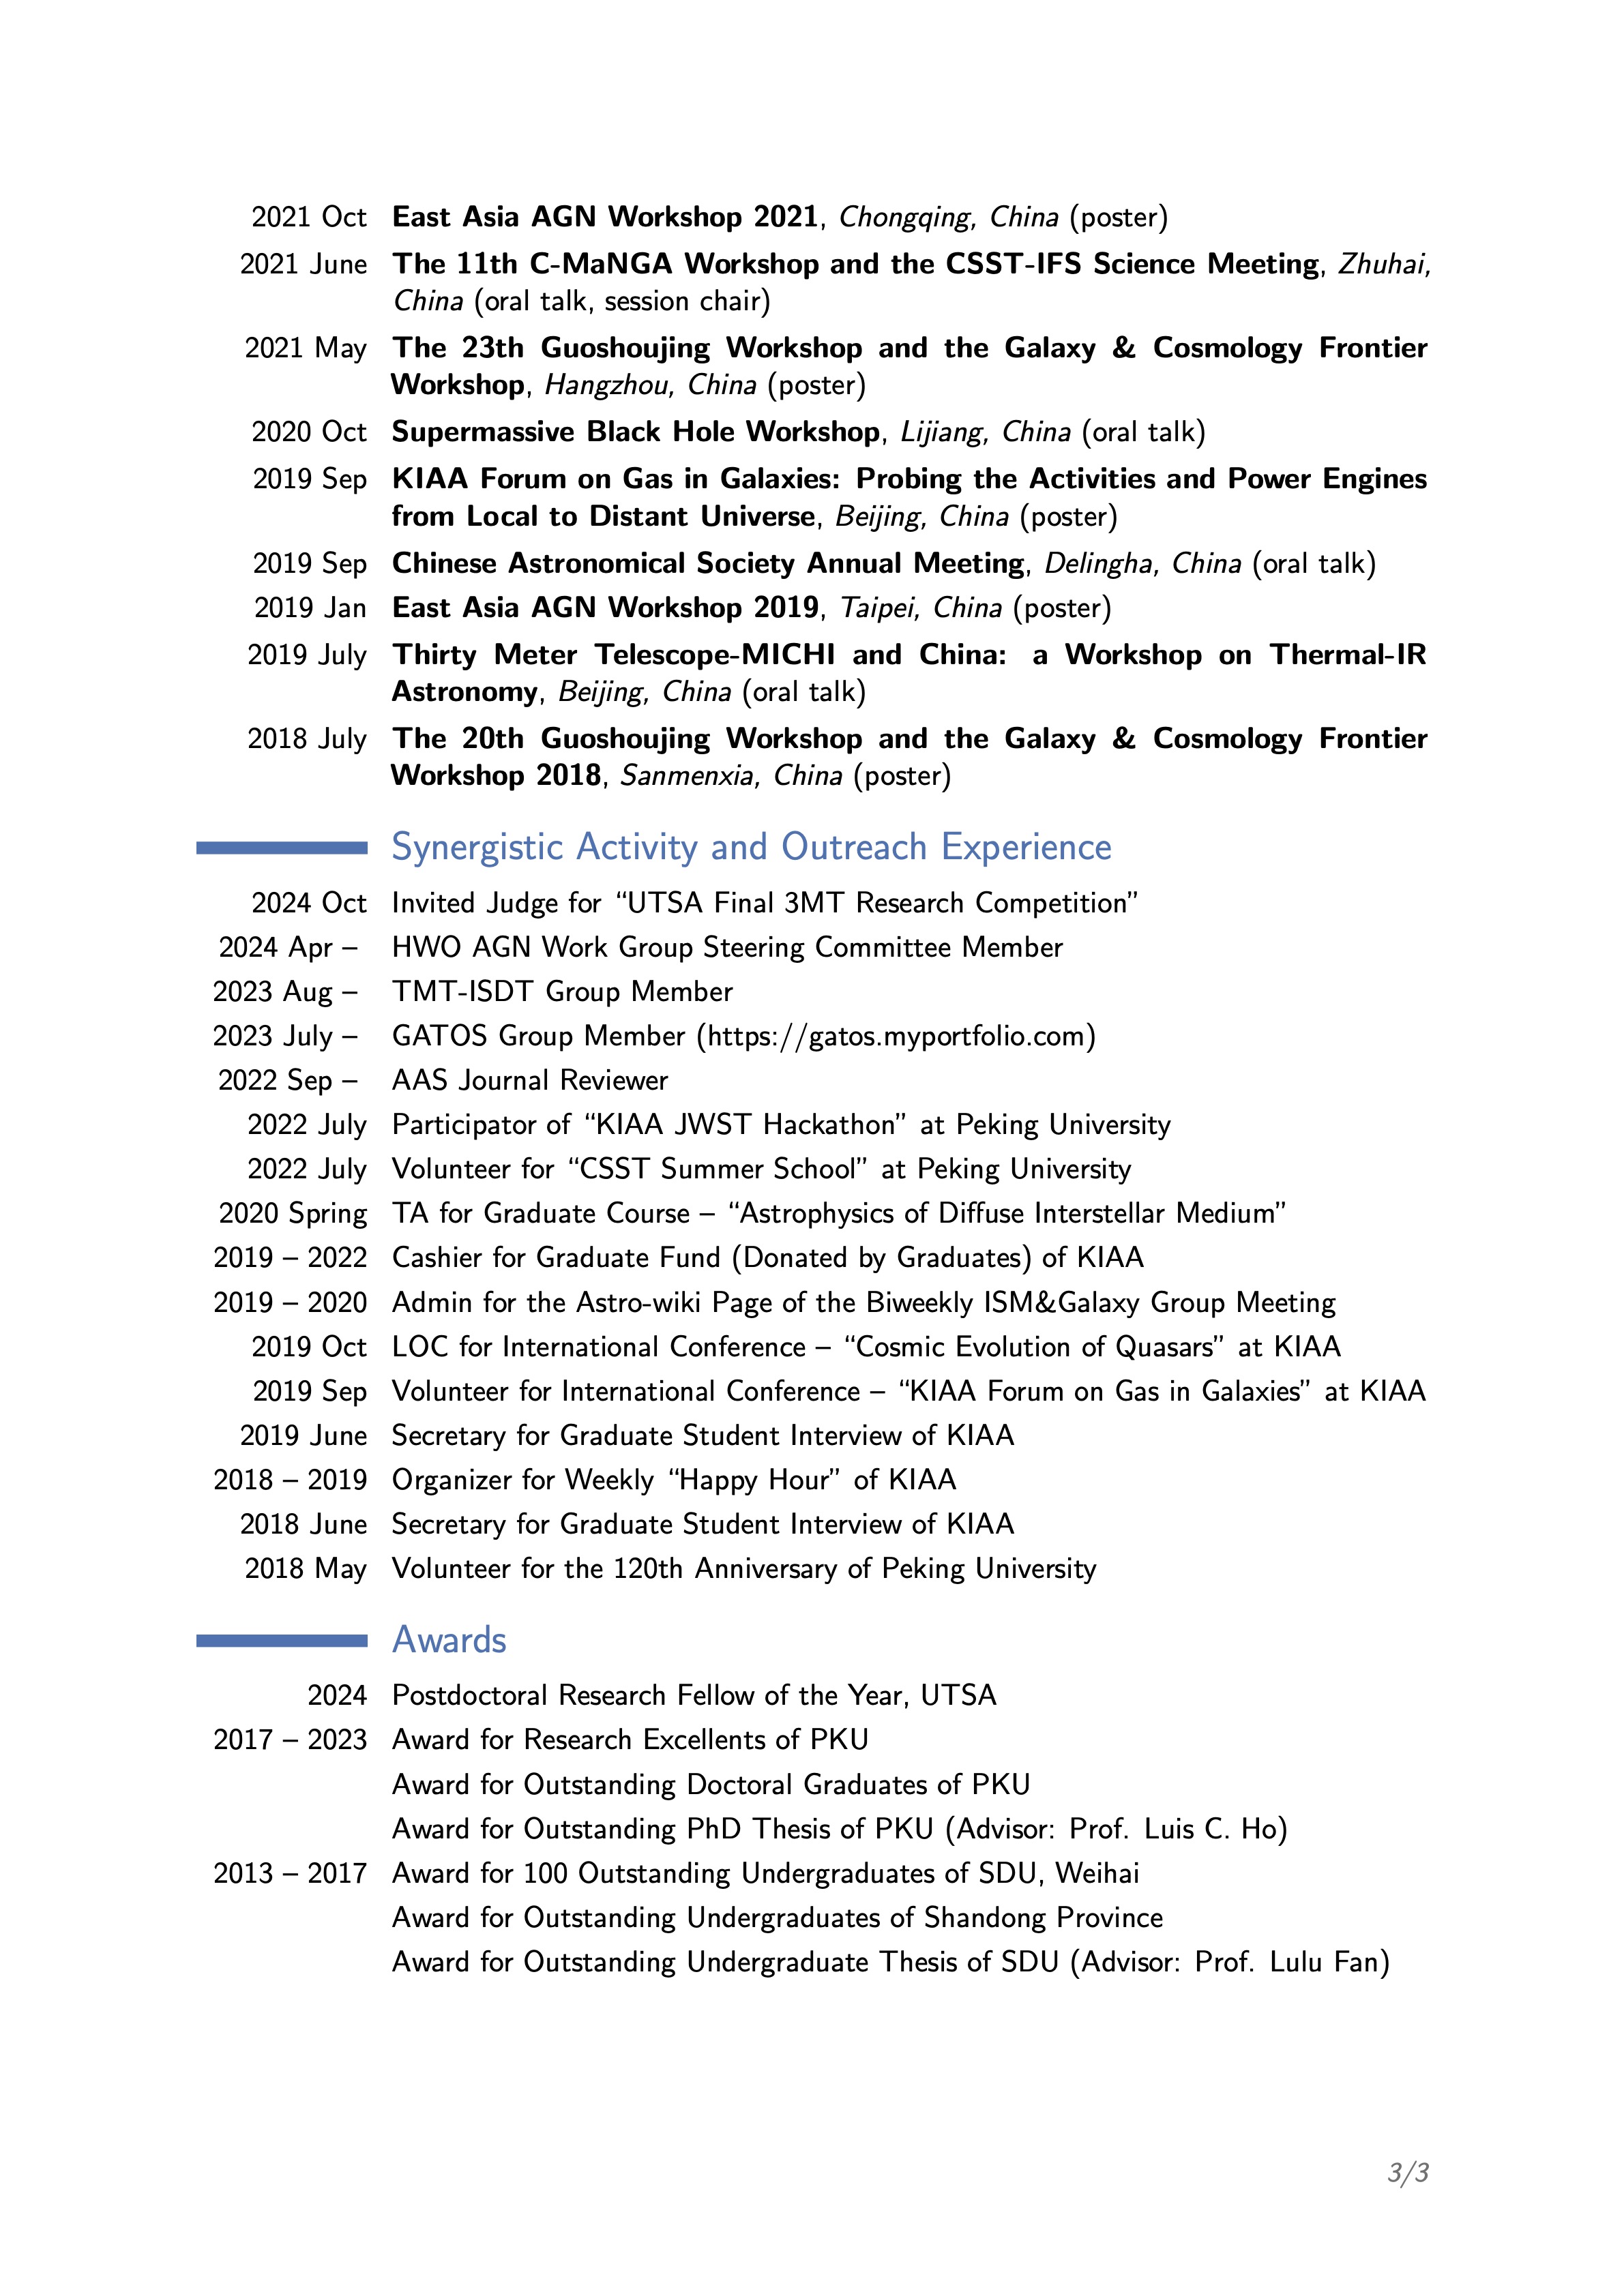 2021 Oct East Asia AGN Workshop 2021, Chongqing, China (poster)
2021 June The 11th C-MaNGA Workshop and the CSST-IFS Science Meeting, Zhuhai,
China (oral talk, session chair)
2021 May The 23th Guoshoujing Workshop and the Galaxy & Cosmology Frontier
Workshop, Hangzhou, China (poster)
2020 Oct Supermassive Black Hole Workshop, Lijiang, China (oral talk)
2019 Sep KIAA Forum on Gas in Galaxies: Probing the Activities and Power Engines
from Local to Distant Universe, Beijing, China (poster)
2019 Sep Chinese Astronomical Society Annual Meeting, Delingha, China (oral talk)
2019 Jan East Asia AGN Workshop 2019, Taipei, China (poster)
2019 July Thirty Meter Telescope-MICHI and China: a Workshop on Thermal-IR
Astronomy, Beijing, China (oral talk)
2018 July The 20th Guoshoujing Workshop and the Galaxy & Cosmology Frontier
Workshop 2018, Sanmenxia, China (poster)
Synergistic Activity and Outreach Experience
2024 Oct Invited Judge for “UTSA Final 3MT Research Competition”
2024 Apr – HWO AGN Work Group Steering Committee Member
2023 Aug – TMT-ISDT Group Member
2023 July – GATOS Group Member (https://gatos.myportfolio.com)
2022 Sep – AAS Journal Reviewer
2022 July Participator of “KIAA JWST Hackathon” at Peking University
2022 July Volunteer for “CSST Summer School” at Peking University
2020 Spring TA for Graduate Course – “Astrophysics of Diffuse Interstellar Medium”
2019 – 2022 Cashier for Graduate Fund (Donated by Graduates) of KIAA
2019 – 2020 Admin for the Astro-wiki Page of the Biweekly ISM&Galaxy Group Meeting
2019 Oct LOC for International Conference – “Cosmic Evolution of Quasars” at KIAA
2019 Sep Volunteer for International Conference – “KIAA Forum on Gas in Galaxies” at KIAA
2019 June Secretary for Graduate Student Interview of KIAA
2018 – 2019 Organizer for Weekly “Happy Hour” of KIAA
2018 June Secretary for Graduate Student Interview of KIAA
2018 May Volunteer for the 120th Anniversary of Peking University
Awards
2024 Postdoctoral Research Fellow of the Year, UTSA
2017 – 2023 Award for Research Excellents of PKU
Award for Outstanding Doctoral Graduates of PKU
Award for Outstanding PhD Thesis of PKU (Advisor: Prof. Luis C. Ho)
2013 – 2017 Award for 100 Outstanding Undergraduates of SDU, Weihai
Award for Outstanding Undergraduates of Shandong Province
Award for Outstanding Undergraduate Thesis of SDU (Advisor: Prof. Lulu Fan)
3/3